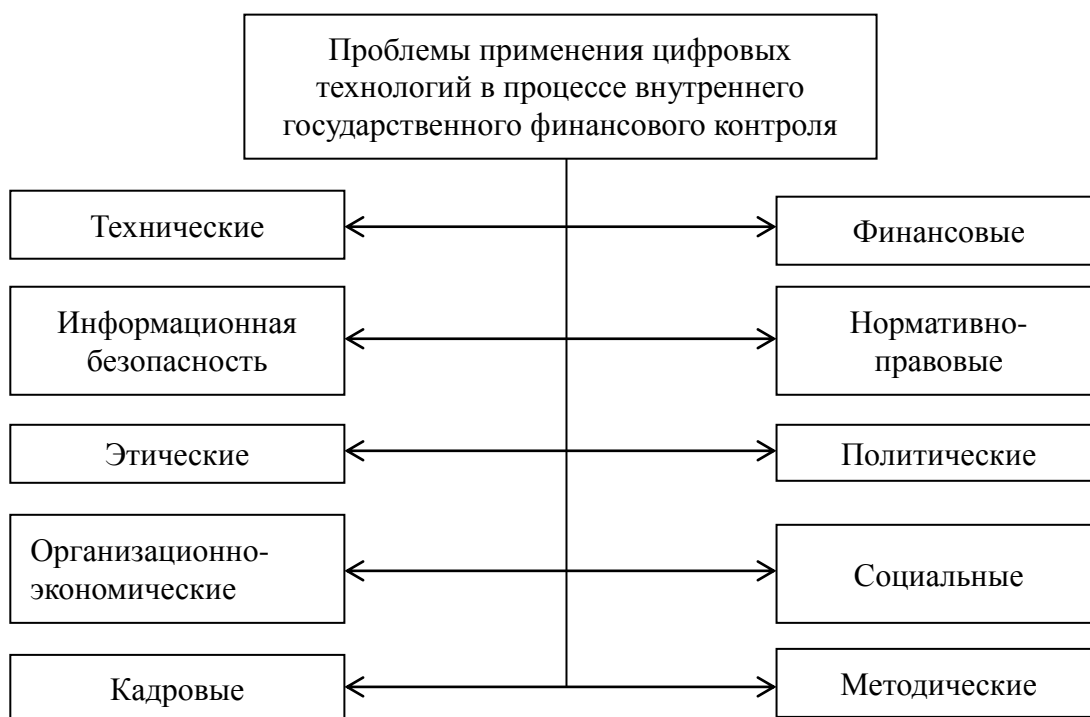 Проблемы применения цифровых
технологий в процессе внутреннего
государственного финансового контроля
Технические
Финансовые
Информационная
безопасность
Нормативно-
правовые
Этические
Политические
Организационно-
экономические
Социальные
Кадровые
Методические